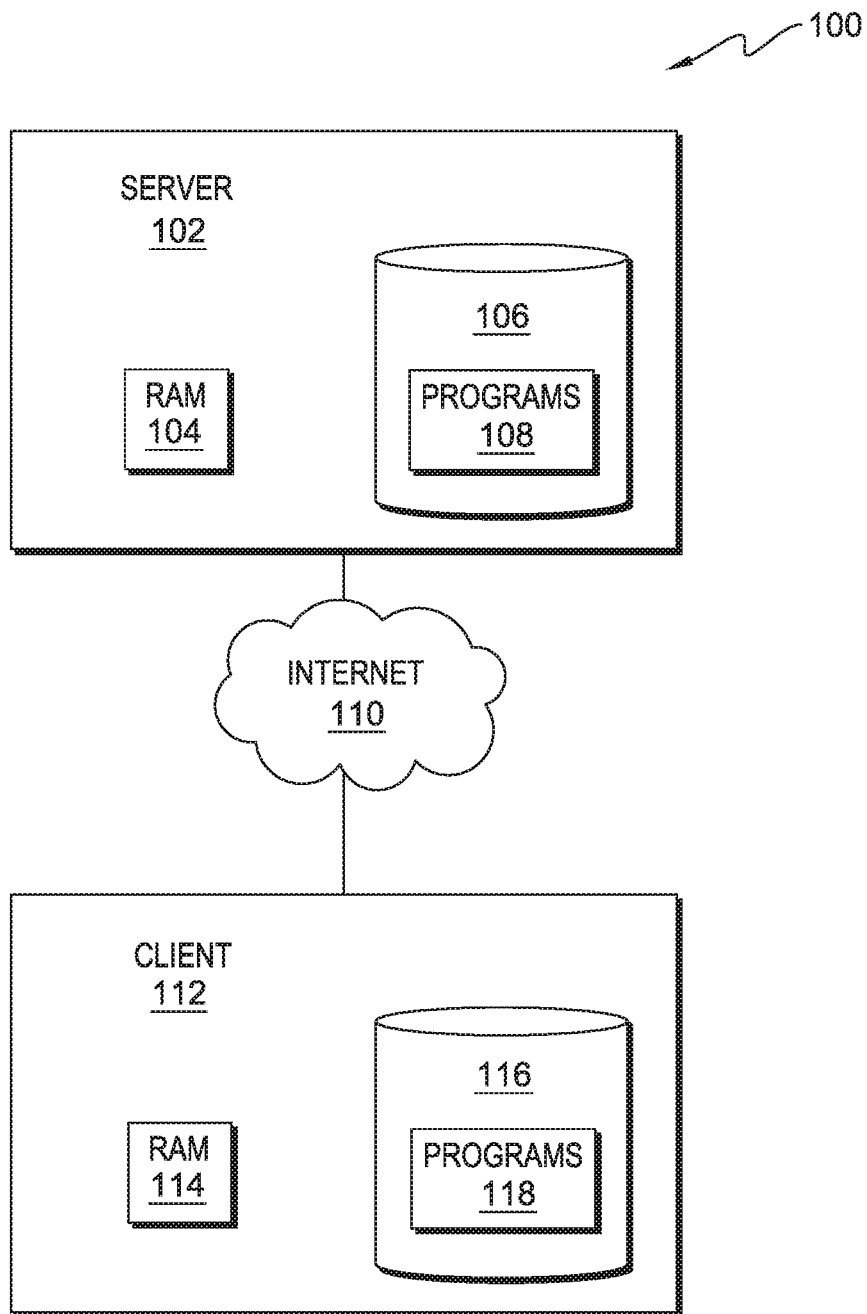 100
SERVER
102
106
RAM
104
PROGRAMS
108
INTERNET
110
CLIENT
112
116
RAM
114
PROGRAMS
118